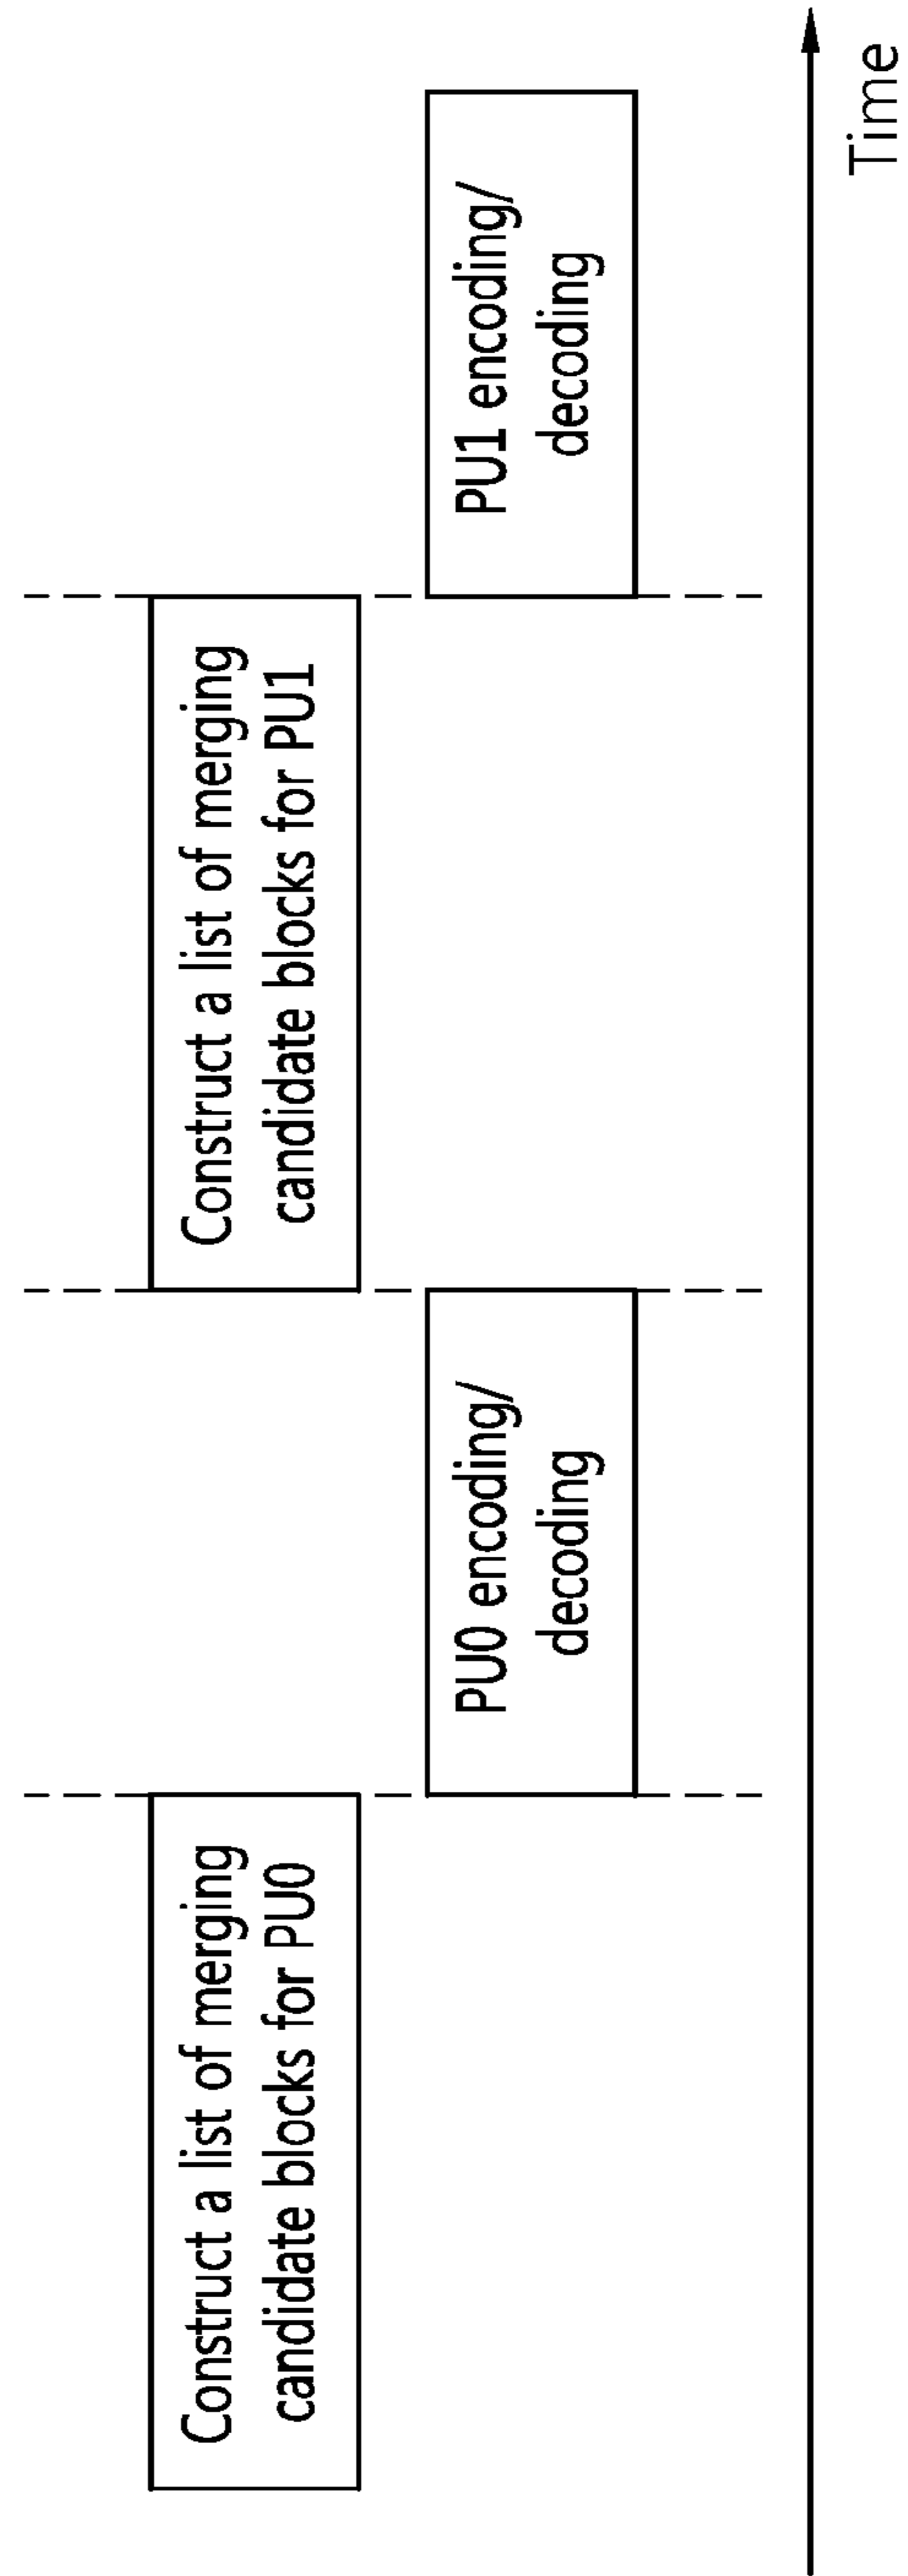 Construct a list of merging
candidate blocks for PU0
PU0 encoding/
decoding
Construct a list of merging
candidate blocks for PU1
PU1 encoding/
decoding
Time